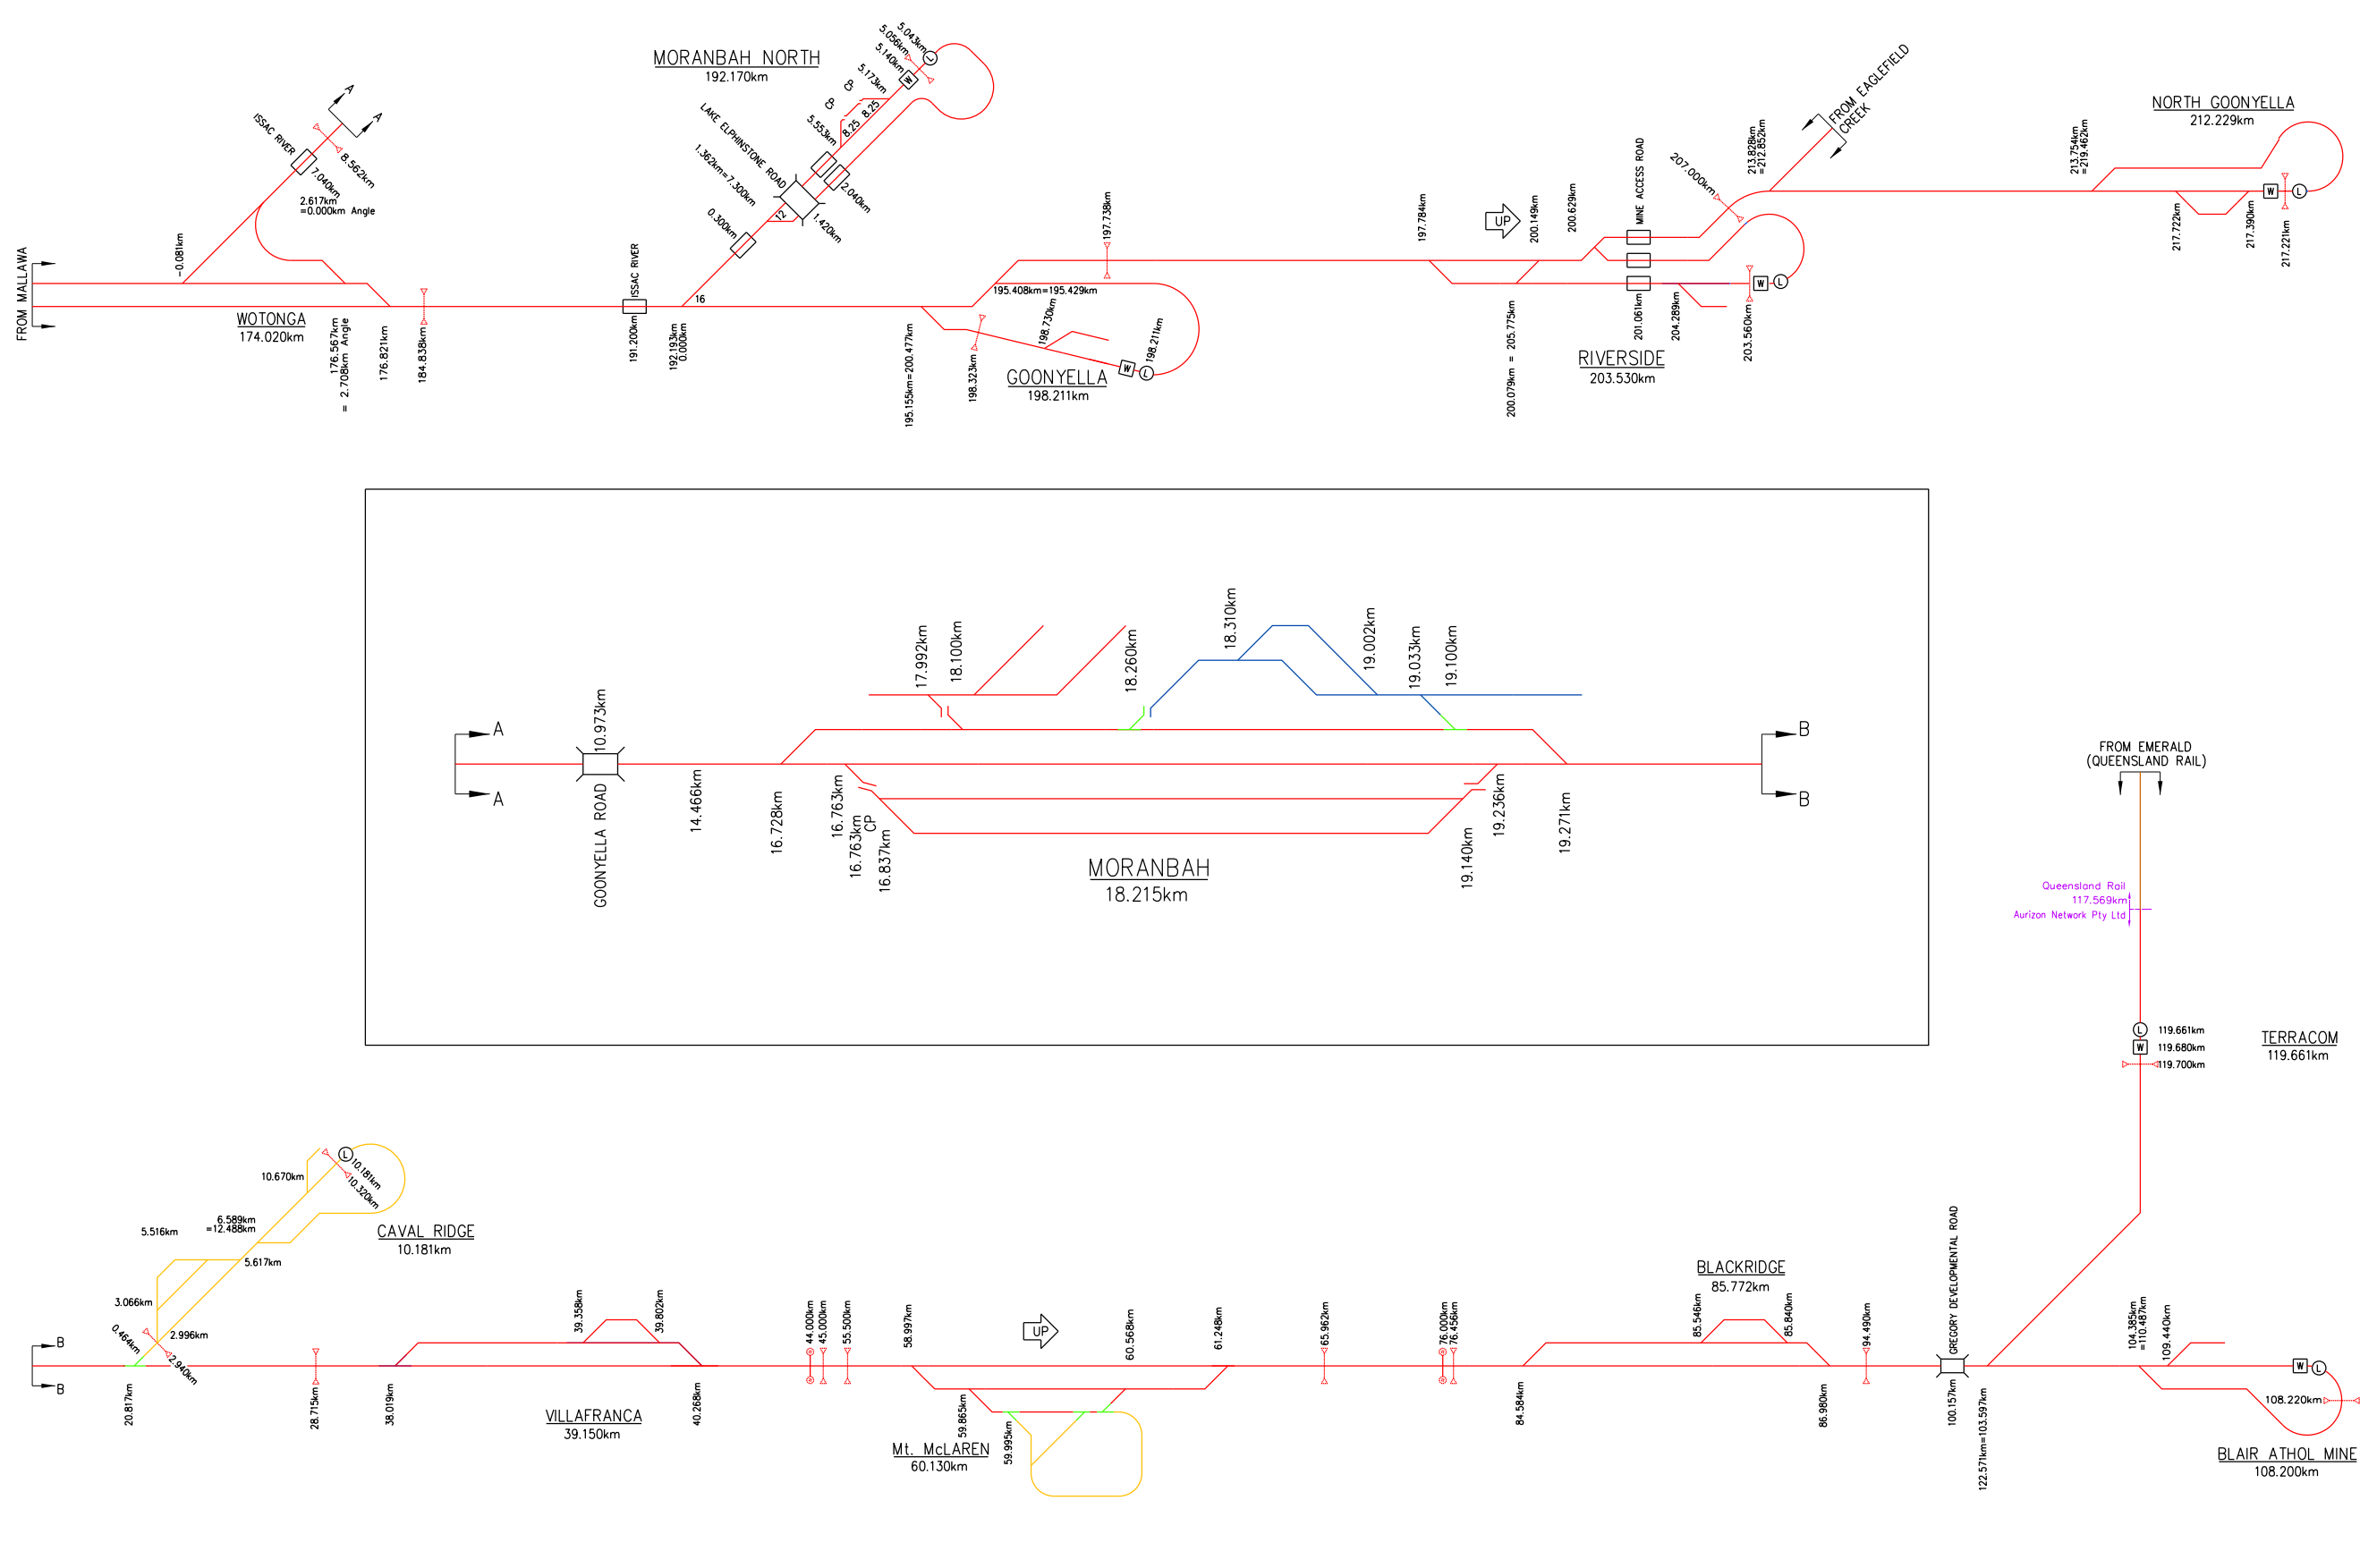 FROM MALLAWA
-0.081km
WOTONGA
174.020km
ISSAC RIVER
7.040km
8.562km
A
A
2.617km
=0.000km Angle
176.567km
= 2.708km Angle
176.821km
184.838km
MORANBAH NORTH
192.170km
ISSAC RIVER
191.200km
192.193km
0.000km
16
0.300km
1.362km=7.300km
LAKE ELPHINSTONE ROAD
12
1.420km
2.040km
5.553km
CP
CP
8.25
8.25
5.173km
5.140km
5.056km
5.043km
W
L
195.155km=200.477km
195.408km=195.429km
198.323km
198.730km
198.211km
W
L
GOONYELLA
198.211km
197.738km
197.784km
UP
200.149km
200.079km = 205.775km
200.629km
MINE ACCESS ROAD
201.061km
204.289km
203.560km
W
L
RIVERSIDE
203.530km
207.000km
213.828km
=212.852km
FROM EAGLEFIELD
CREEK
213.754km
=219.462km
NORTH GOONYELLA
212.229km
217.722km
217.390km
217.221km
W
L
A
A
GOONYELLA ROAD
10.973km
14.466km
16.728km
16.763km
16.763km
CP
16.837km
17.992km
18.100km
18.260km
18.310km
19.002km
19.033km
19.100km
19.140km
19.236km
19.271km
MORANBAH
18.215km
B
B
FROM EMERALD
(QUEENSLAND RAIL)
Queensland Rail
117.569km
Aurizon Network Pty Ltd
L
119.661km
W
119.680km
119.700km
TERRACOM
119.661km
B
B
20.817km
0.464km
2.940km
2.996km
3.066km
5.516km
5.617km
6.589km
=12.488km
10.670km
L
10.181km
10.320km
CAVAL RIDGE
10.181km
28.715km
38.019km
39.358km
39.802km
40.268km
VILLAFRANCA
39.150km
44.000km
45.000km
55.500km
58.997km
59.865km
59.995km
Mt. McLAREN
60.130km
UP
60.568km
61.248km
65.962km
76.000km
76.456km
84.584km
85.546km
85.840km
86.980km
BLACKRIDGE
85.772km
94.490km
GREGORY DEVELOPMENTAL ROAD
100.157km
122.571km=103.597km
104.385km
=110.487km
109.440km
W
L
108.220km
BLAIR ATHOL MINE
108.200km